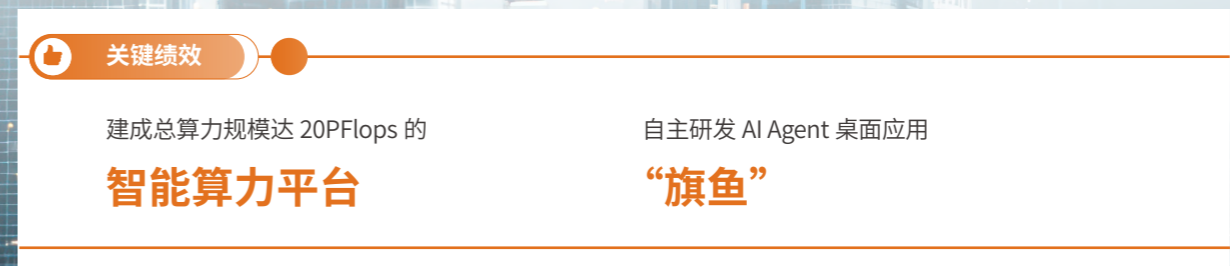 关键绩效
建成总算力规模达 20PFlops 的
智能算力平台
自主研发 AI Agent 桌面应用
“旗鱼”